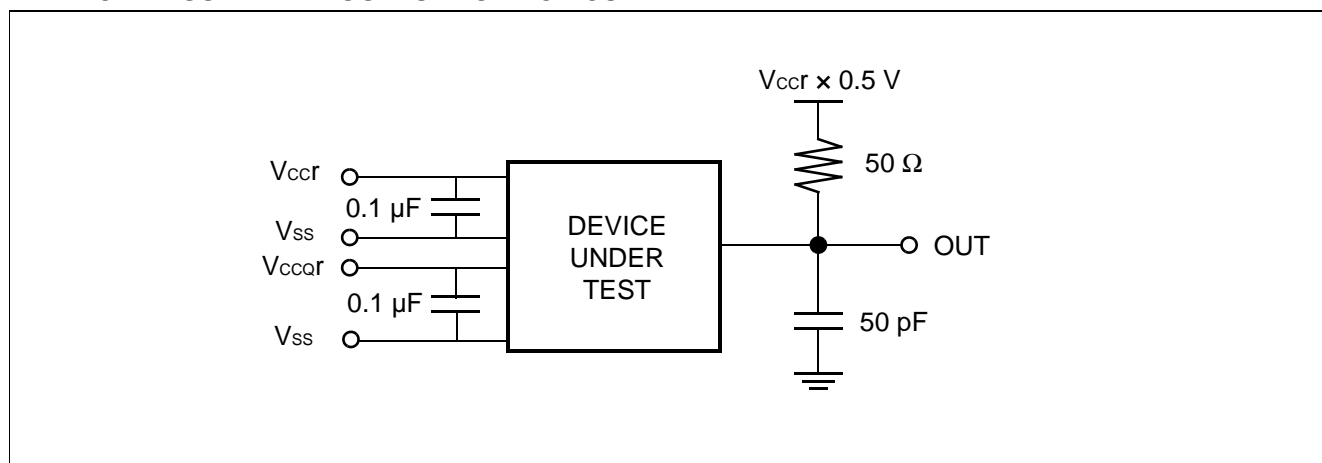 Vccr × 0.5 V
50 Ω
Vccr
0.1 µF
Vss
VccQr
0.1 µF
Vss
DEVICE
UNDER
TEST
OUT
50 pF